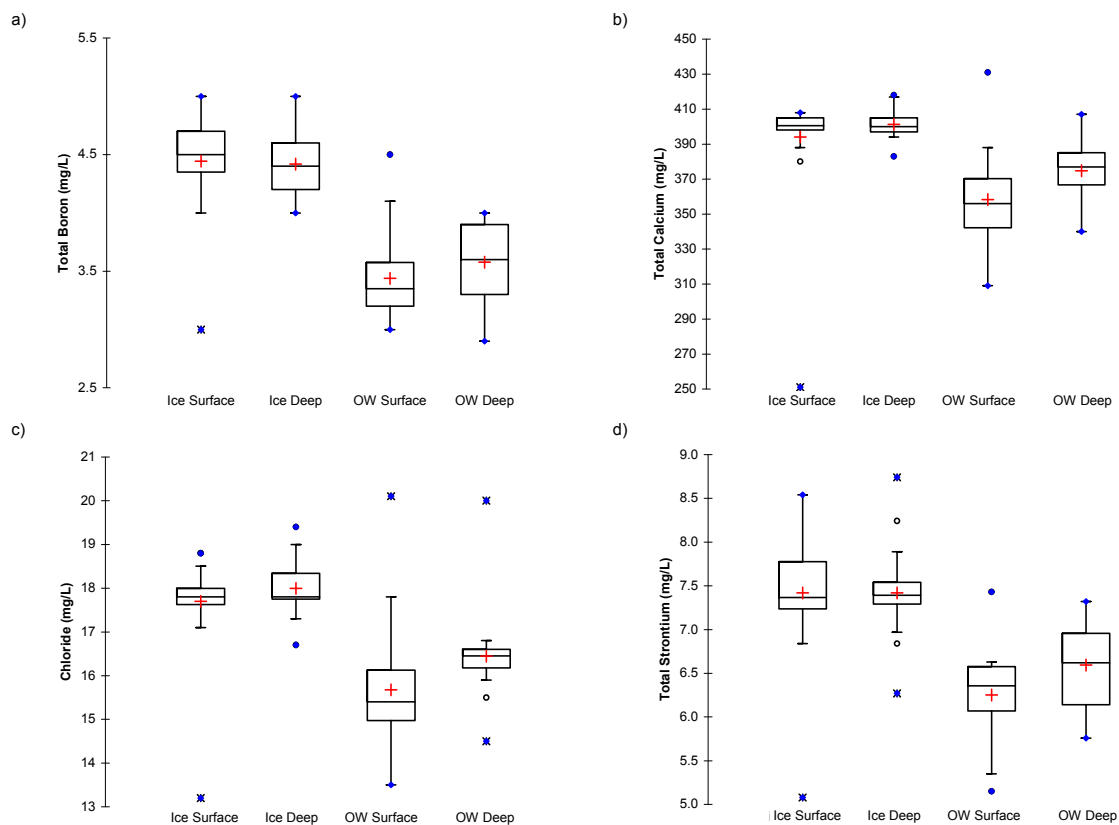 a)
Total Boron (mg/L)
5.5
4.5
3.5
2.5
Ice Surface Ice Deep OW Surface OW Deep
b)
Total Calcium (mg/L)
450
430
410
390
370
350
330
310
290
270
250
Ice Surface Ice Deep OW Surface OW Deep
c)
Chloride (mg/L)
21
20
19
18
17
16
15
14
13
Ice Surface Ice Deep OW Surface OW Deep
d)
Total Strontium (mg/L)
9.0
8.5
8.0
7.5
7.0
6.5
6.0
5.5
5.0
Ice Surface Ice Deep OW Surface OW Deep